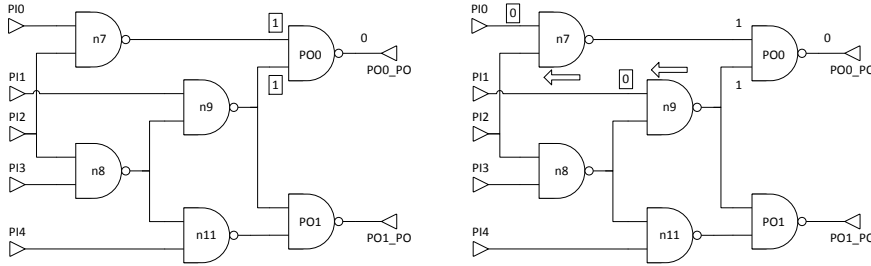 PI0
n7
1
PO0
0
PO0_PO
PI1
1
n9
PI2
PI3
n8
PO1
PI4
n11
PO1_PO
PI0
0
n7
1
PO0
0
PO0_PO
PI1
0
n9
1
PI2
PI3
n8
PO1
PI4
n11
PO1_PO